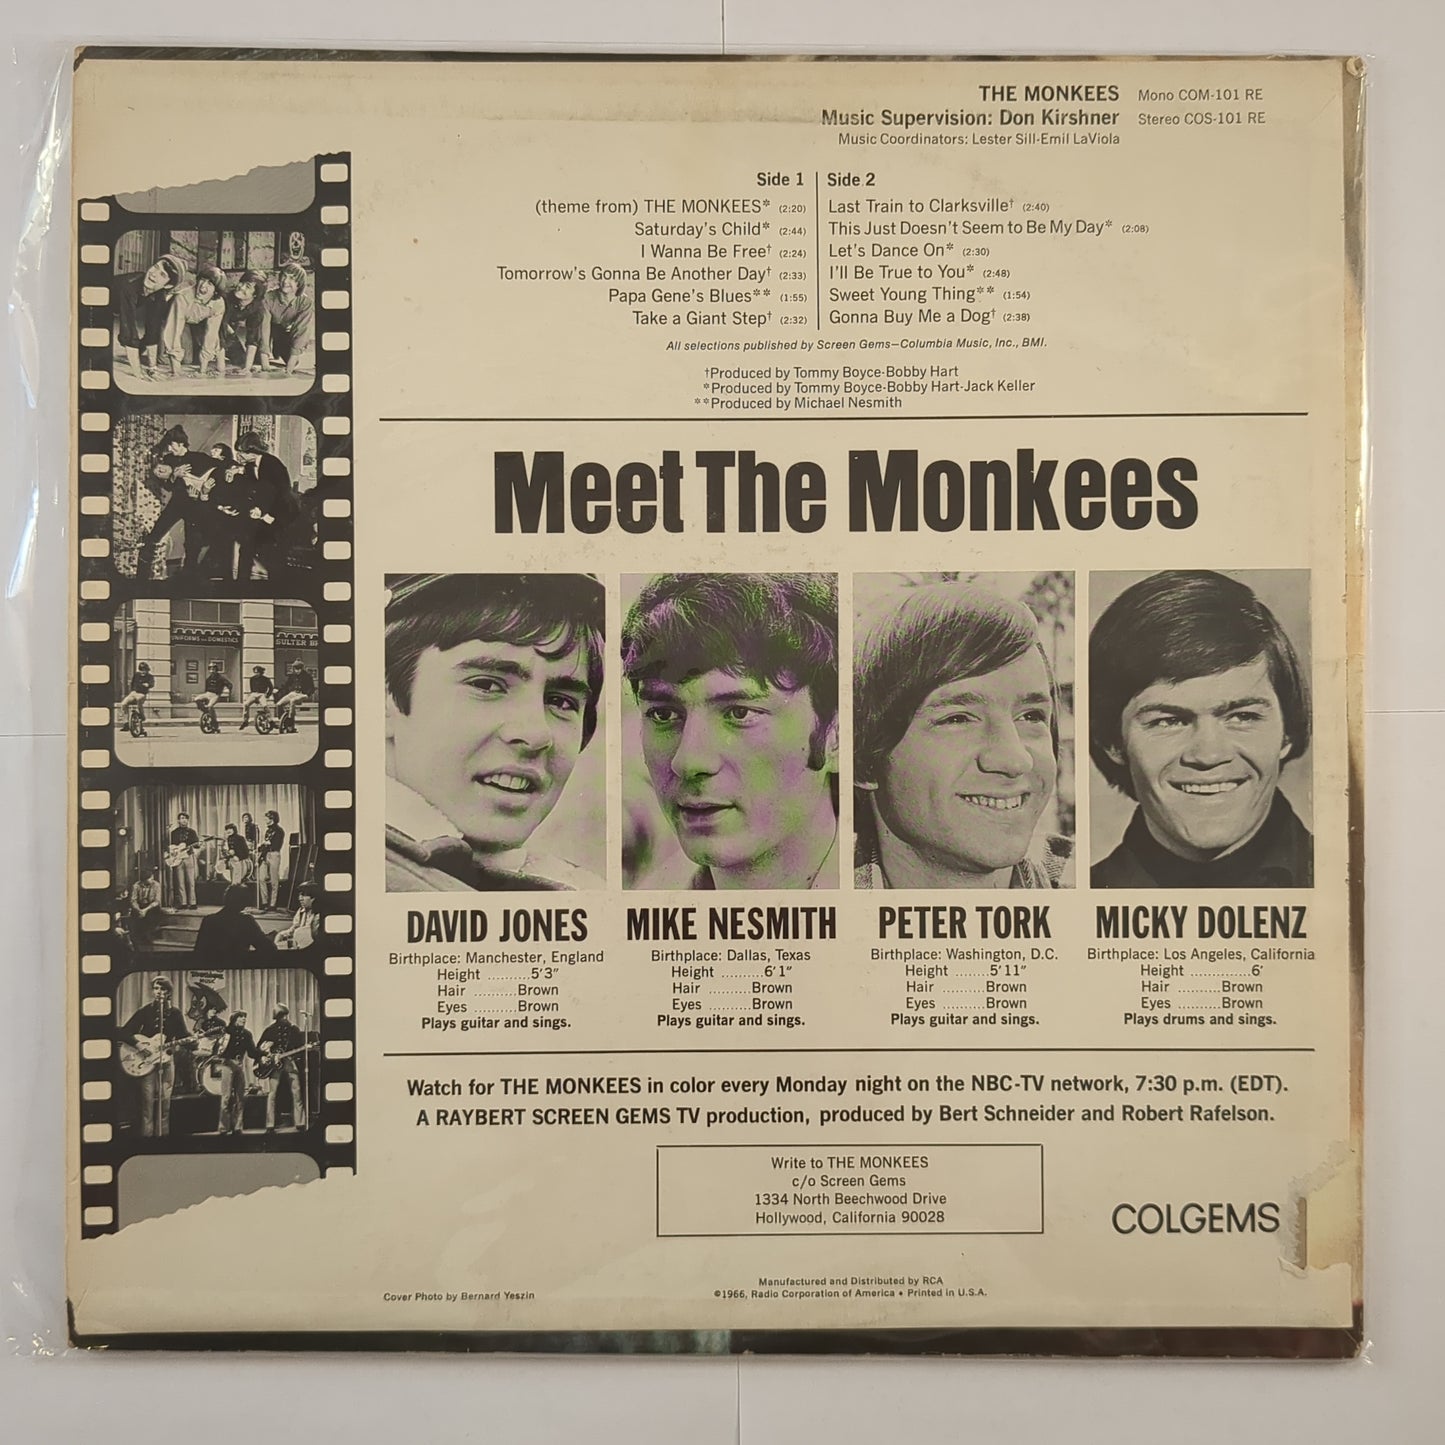 THE MONKEES Mono COM-101 RE
Music Supervision: Don Kirshner Stereo COS-101 RE
Music Coordinators: Lester Sill-Emil LaViola
Side 1
(theme from) THE MONKEES* (2:20)
Saturday's Child* (2:44)
I Wanna Be Free† (2:24)
Tomorrow's Gonna Be Another Day† (2:33)
Papa Gene's Blues** (1:55)
Take a Giant Step† (2:32)
Side 2
Last Train to Clarksville† (2:40)
This Just Doesn't Seem to Be My Day* (2:08)
Let's Dance On* (2:30)
I'll Be True to You* (2:48)
Sweet Young Thing** (1:54)
Gonna Buy Me a Dog† (2:38)
All selections published by Screen Gems—Columbia Music, Inc., BMI.
†Produced by Tommy Boyce-Bobby Hart
*Produced by Tommy Boyce-Bobby Hart-Jack Keller
**Produced by Michael Nesmith
Meet The Monkees
UNIFORMS DOMESTICS
SULTER
DAVID JONES
Birthplace: Manchester, England
Height ..........5'3"
Hair ..........Brown
Eyes ..........Brown
Plays guitar and sings.
MIKE NESMITH
Birthplace: Dallas, Texas
Height ..........6'1"
Hair ..........Brown
Eyes ..........Brown
Plays guitar and sings.
PETER TORK
Birthplace: Washington, D.C.
Height ........5'11"
Hair ..........Brown
Eyes ..........Brown
Plays guitar and sings.
MICKY DOLENZ
Birthplace: Los Angeles, California
Height ...............6'
Hair ..........Brown
Eyes ..........Brown
Plays drums and sings.
Watch for THE MONKEES in color every Monday night on the NBC-TV network, 7:30 p.m. (EDT).
A RAYBERT SCREEN GEMS TV production, produced by Bert Schneider and Robert Rafelson.
Write to THE MONKEES
c/o Screen Gems
1334 North Beechwood Drive
Hollywood, California 90028
COLGEMS
Cover Photo by Bernard Yeszin
Manufactured and Distributed by RCA
©1966, Radio Corporation of America • Printed in U.S.A.